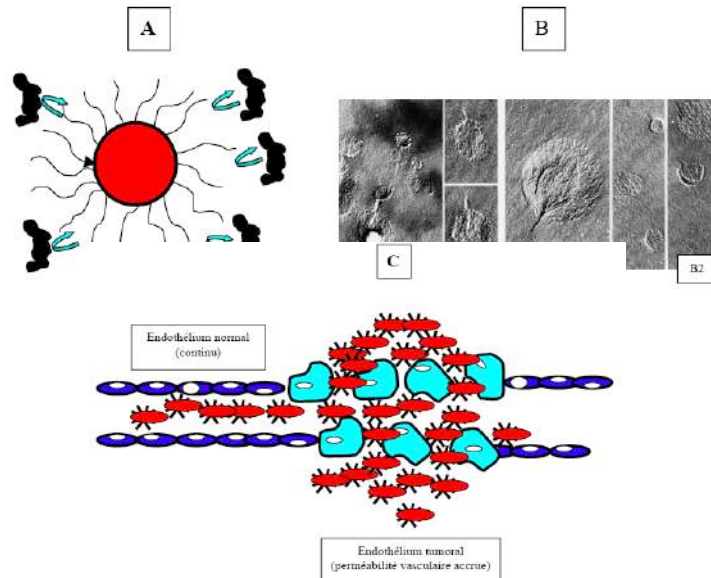 A
B
C
B2
Endothélium normal
(continu)
Endothélium tumoral
(perméabilité vasculaire accrue)